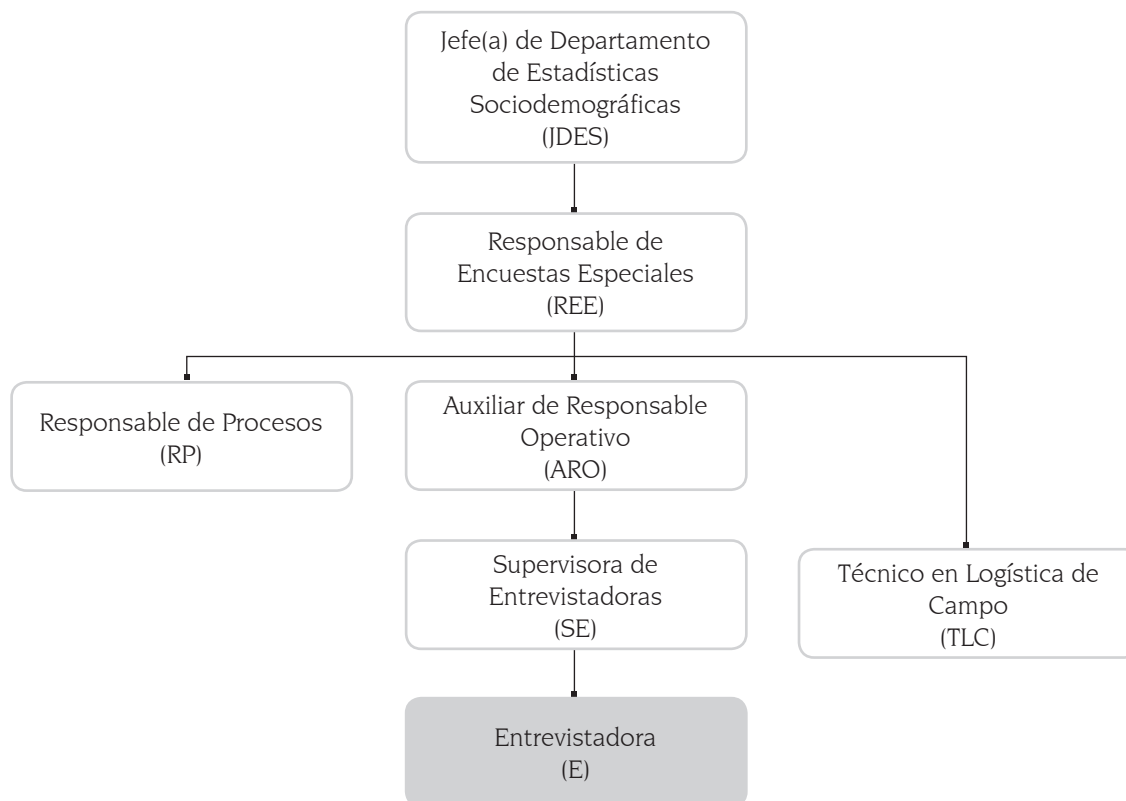 Jefe(a) de Departamento
de Estadísticas
Sociodemográficas
(JDES)
Responsable de
Encuestas Especiales
(REE)
Responsable de Procesos
(RP)
Auxiliar de Responsable
Operativo
(ARO)
Supervisora de
Entrevistadoras
(SE)
Técnico en Logística de
Campo
(TLC)
Entrevistadora
(E)